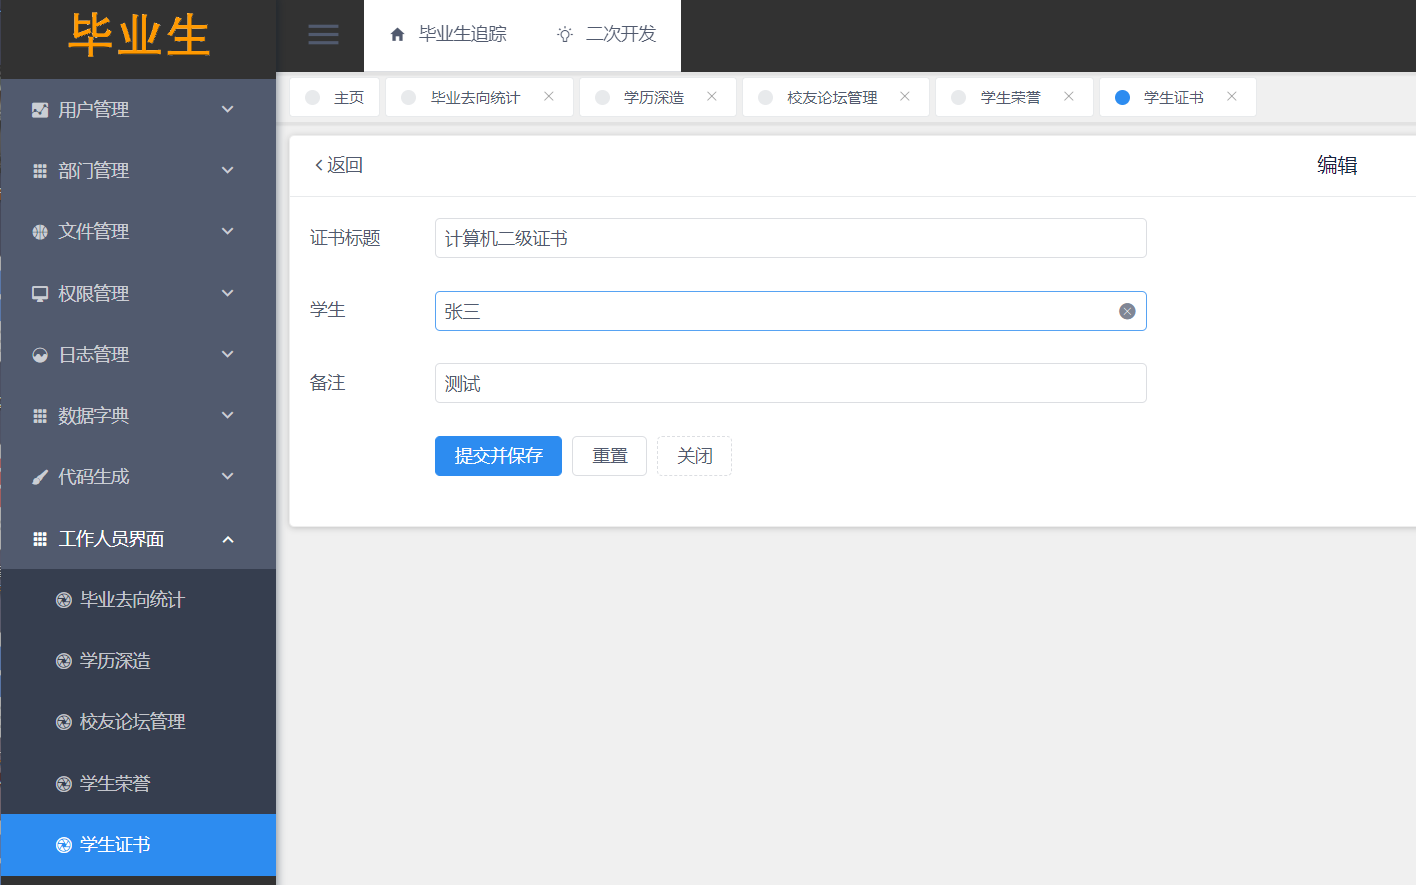 毕业生
毕业生追踪
二次开发
用户管理
部门管理
文件管理
权限管理
日志管理
数据字典
代码生成
工作人员界面
毕业去向统计
学历深造
校友论坛管理
学生荣誉
学生证书
主页
毕业去向统计
学历深造
校友论坛管理
学生荣誉
学生证书
返回
编辑
证书标题
计算机二级证书
学生
张三
备注
测试
提交并保存
重置
关闭